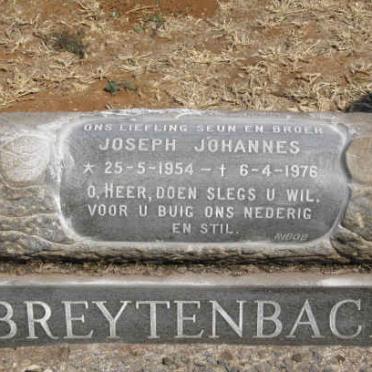 ONS LIEFLING SEUN EN BROER
JOSEPH JOHANNES
* 25-5-1954 – † 6-4-1976
O, HEER, DOEN SLEGS U WIL.
VOOR U BUIG ONS NEDERIG
EN STIL.
BREYTENBAC